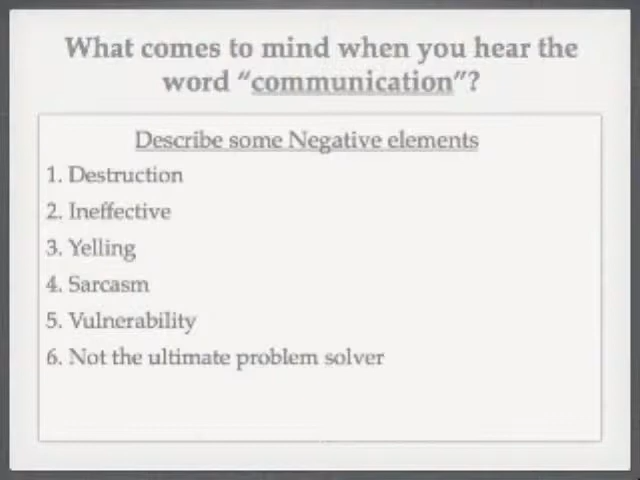 What comes to mind when you hear the
word “communication”?
Describe some Negative elements
1. Destruction
2. Ineffective
3. Yelling
4. Sarcasm
5. Vulnerability
6. Not the ultimate problem solver